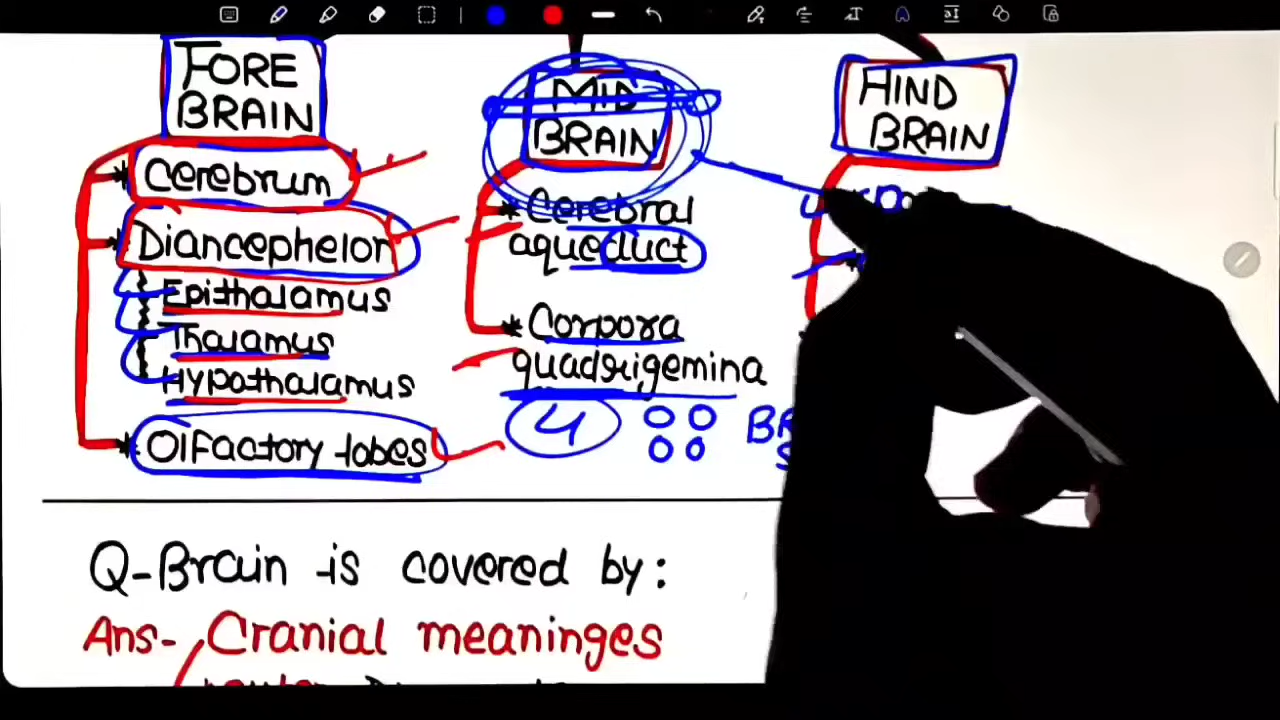 FORE
BRAIN
Cerebrum
Diancephelon
Epithalamus
Thalamus
Hypothalamus
Olfactory lobes
MID
BRAIN
Cerebral
aqueduct
Corpora
quadrigemina
4
HIND
BRAIN
Q-Brain is covered by:
Ans- Cranial meaninges